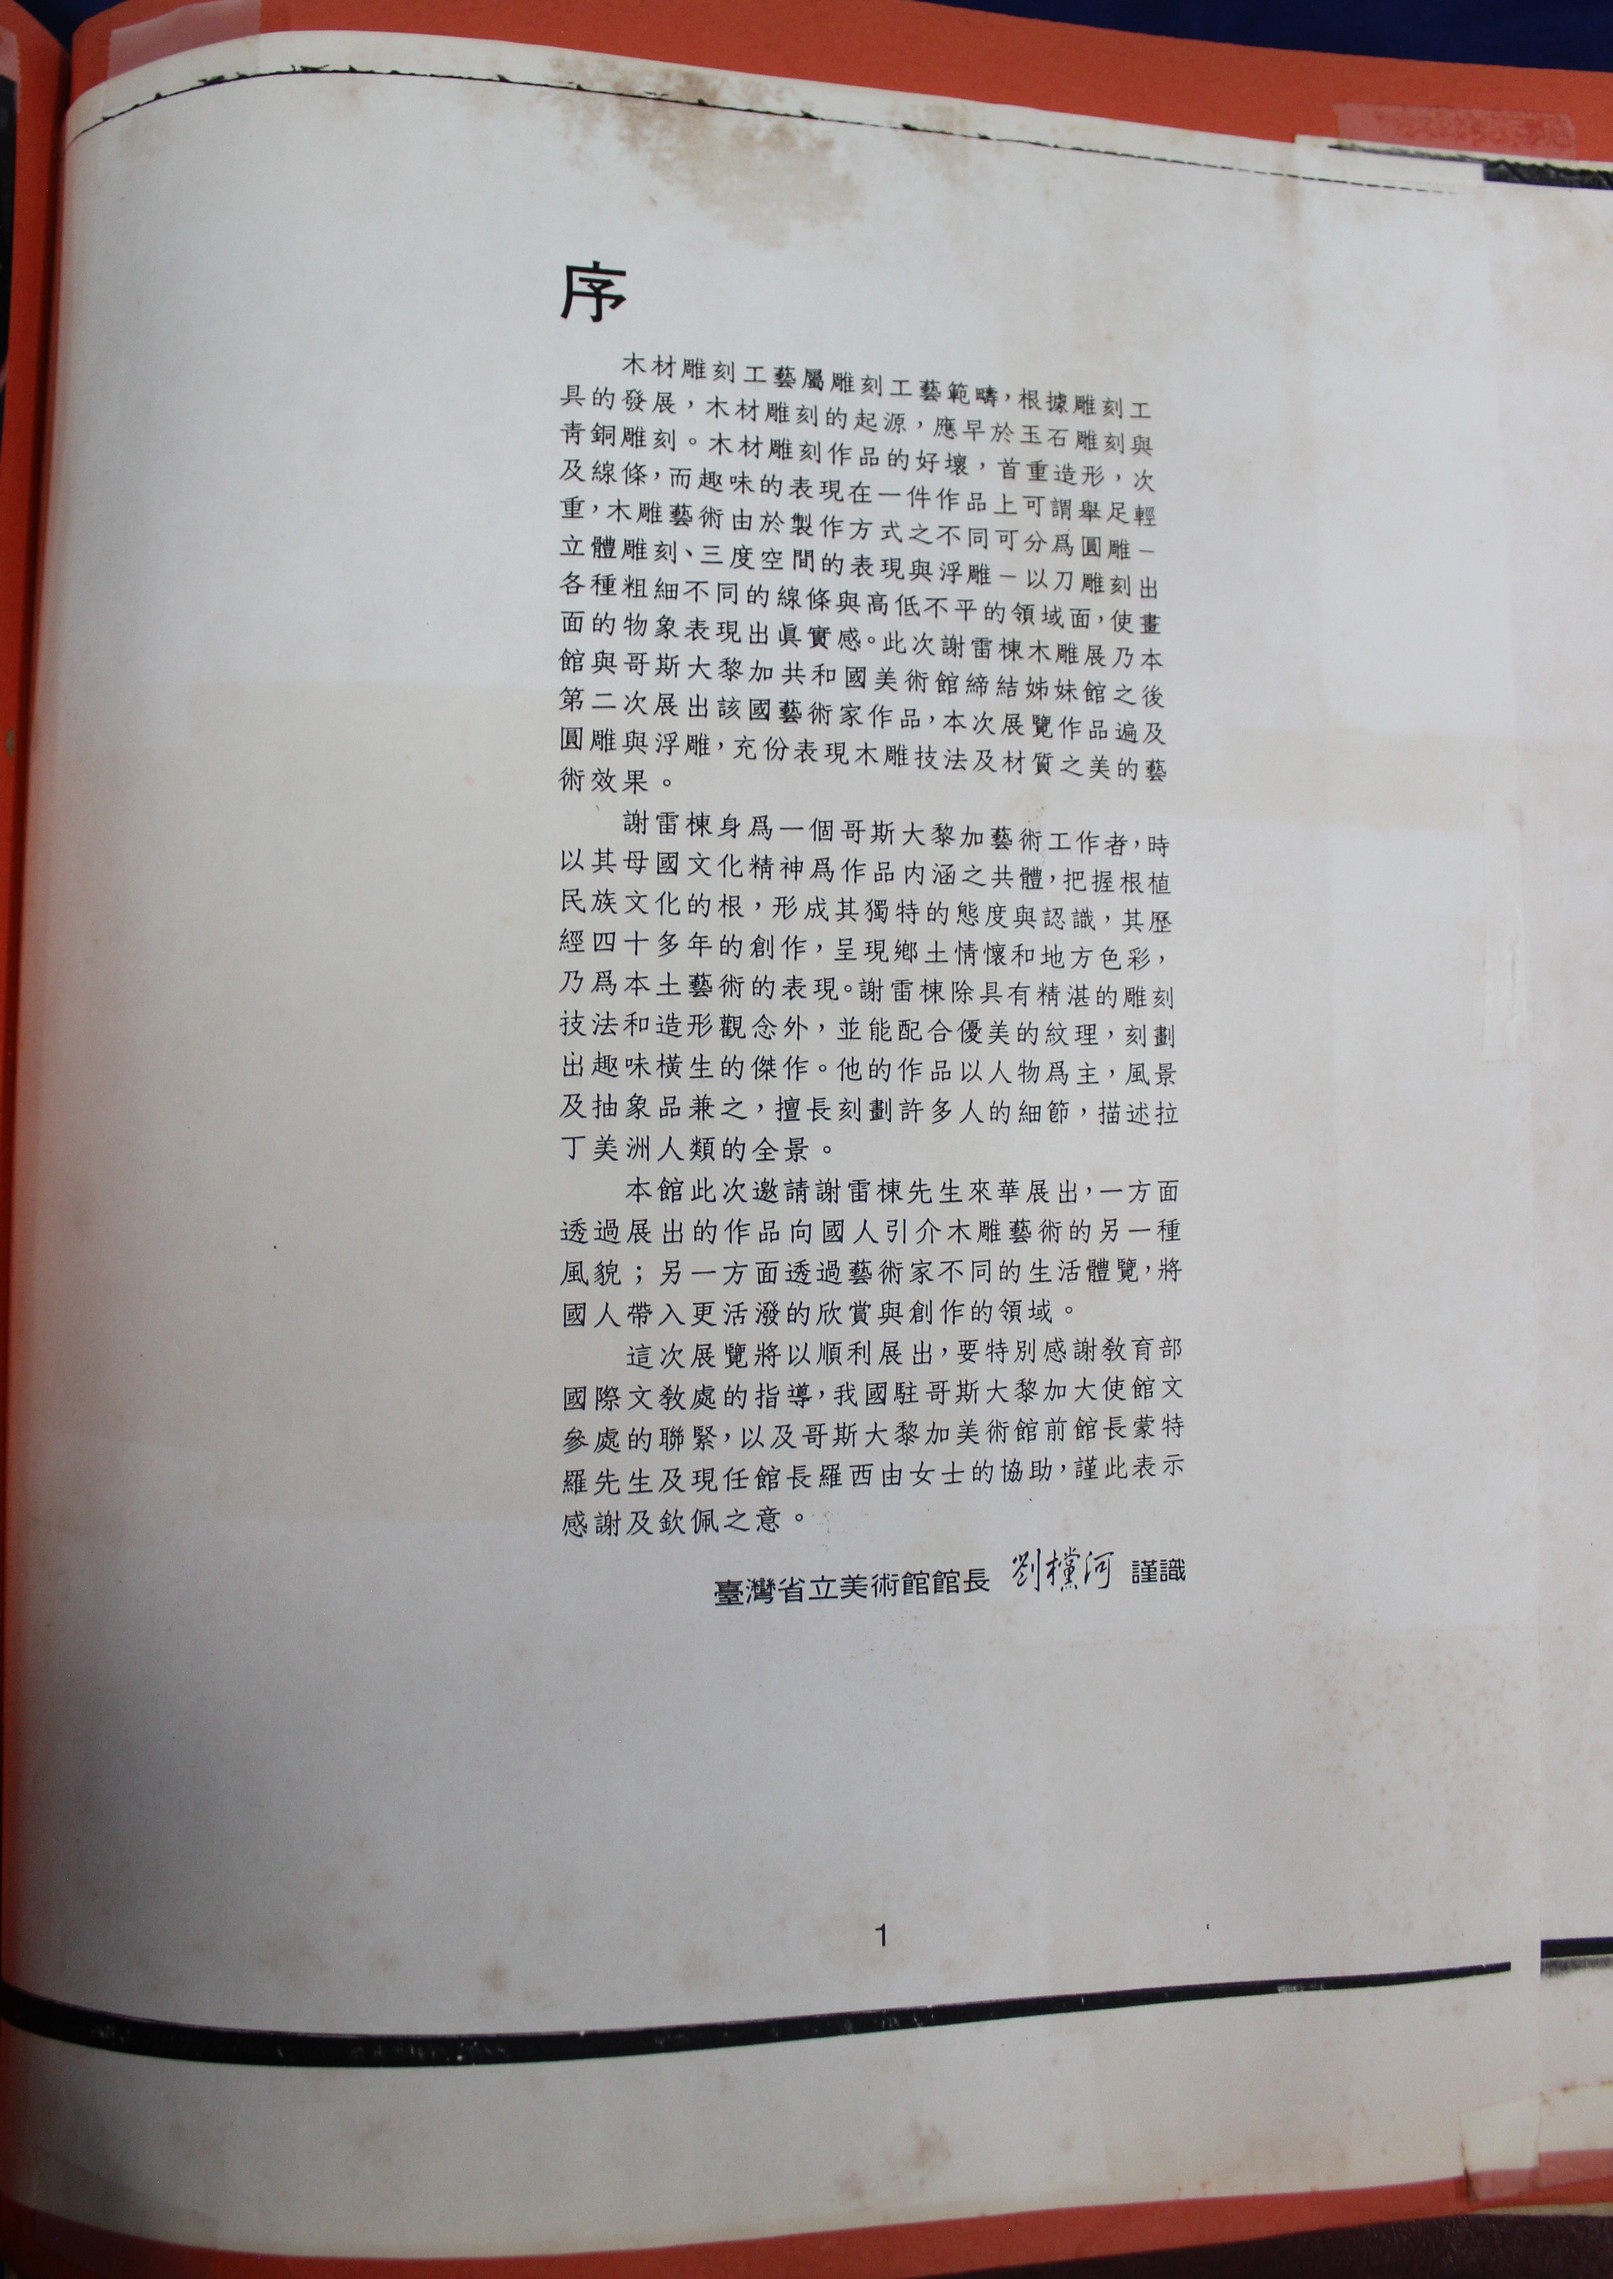 序
木材雕刻工藝屬雕刻工藝範疇，根據雕刻工
具的發展，木材雕刻的起源，應早於玉石雕刻與
青銅雕刻。木材雕刻作品的好壞，首重造形，次
及線條，而趣味的表現在一件作品上可謂舉足輕
重，木雕藝術由於製作方式之不同可分爲圓雕－
立體雕刻、三度空間的表現與浮雕－以刀雕刻出
各種粗細不同的線條與高低不平的領域面，使畫
面的物象表現出眞實感。此次謝雷棟木雕展乃本
館與哥斯大黎加共和國美術館締結姊妹館之後
第二次展出該國藝術家作品，本次展覽作品遍及
圓雕與浮雕，充份表現木雕技法及材質之美的藝
術效果。
謝雷棟身爲一個哥斯大黎加藝術工作者，時
以其母國文化精神爲作品內涵之共體，把握根植
民族文化的根，形成其獨特的態度與認識，其歷
經四十多年的創作，呈現鄉土情懷和地方色彩，
乃爲本土藝術的表現。謝雷棟除具有精湛的雕刻
技法和造形觀念外，並能配合優美的紋理，刻劃
出趣味橫生的傑作。他的作品以人物爲主，風景
及抽象品兼之，擅長刻劃許多人的細節，描述拉
丁美洲人類的全景。
本館此次邀請謝雷棟先生來華展出，一方面
透過展出的作品向國人引介木雕藝術的另一種
風貌；另一方面透過藝術家不同的生活體覽，將
國人帶入更活潑的欣賞與創作的領域。
這次展覽將以順利展出，要特別感謝敎育部
國際文敎處的指導，我國駐哥斯大黎加大使館文
參處的聯繫，以及哥斯大黎加美術館前館長蒙特
羅先生及現任館長羅西由女士的協助，謹此表示
感謝及欽佩之意。
臺灣省立美術館館長 劉欓河 謹識
1